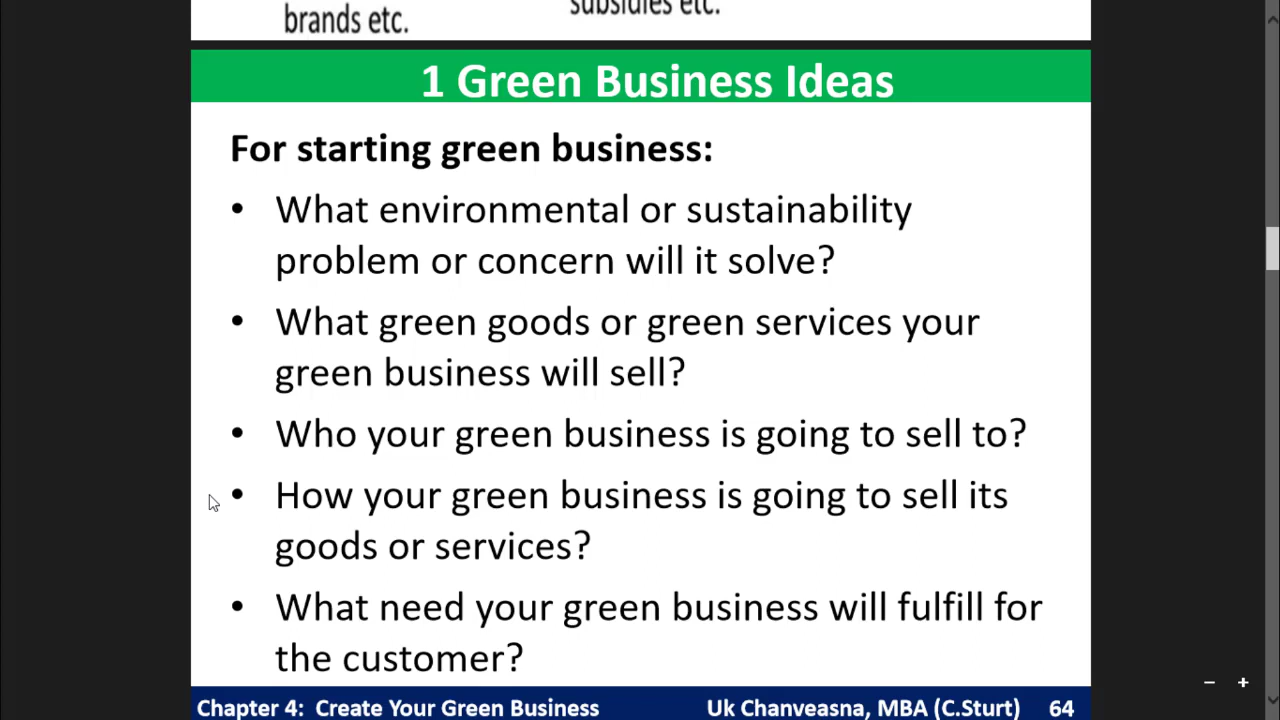 brands etc.
subsidies etc.
1 Green Business Ideas
For starting green business:
• What environmental or sustainability
problem or concern will it solve?
• What green goods or green services your
green business will sell?
• Who your green business is going to sell to?
• How your green business is going to sell its
goods or services?
• What need your green business will fulfill for
the customer?
Chapter 4: Create Your Green Business Uk Chanveasna, MBA (C.Sturt) 64